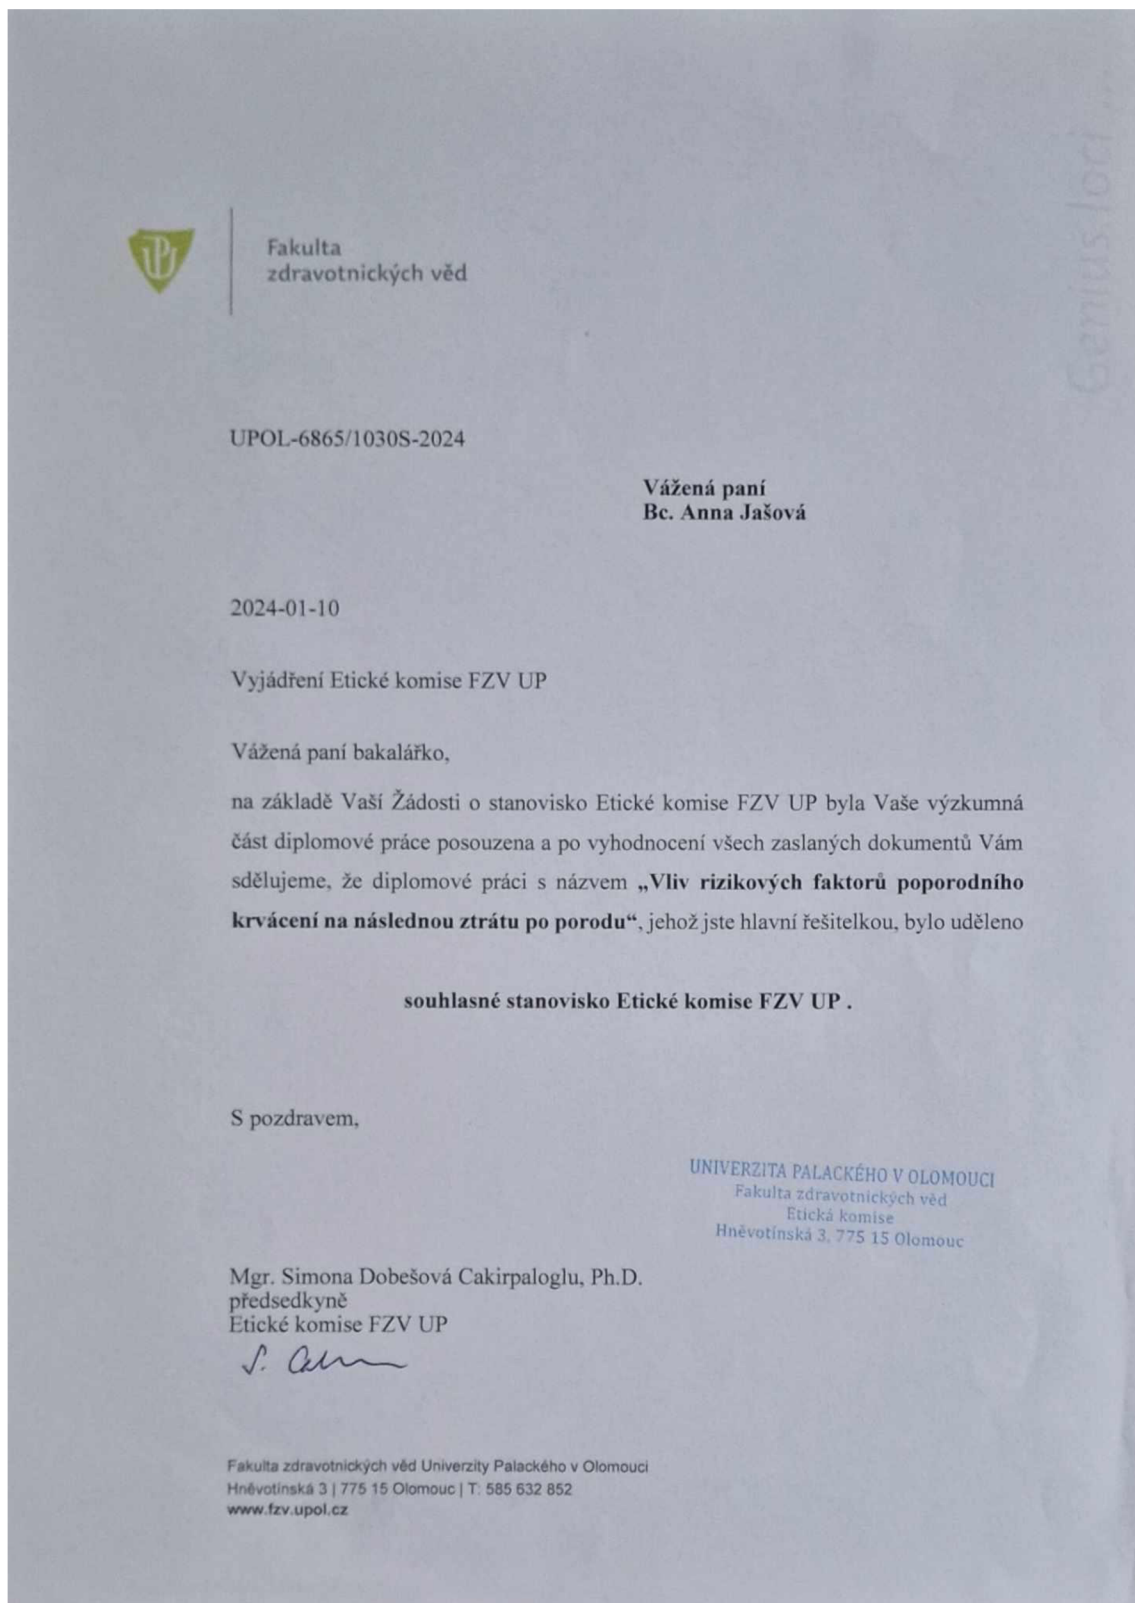 Genius loci ...
UP
Fakulta
zdravotnických věd
UPOL-6865/1030S-2024
Vážená paní
Bc. Anna Jašová
2024-01-10
Vyjádření Etické komise FZV UP
Vážená paní bakalářko,
na základě Vaší Žádosti o stanovisko Etické komise FZV UP byla Vaše výzkumná
část diplomové práce posouzena a po vyhodnocení všech zaslaných dokumentů Vám
sdělujeme, že diplomové práci s názvem „Vliv rizikových faktorů poporodního
krvácení na následnou ztrátu po porodu“, jehož jste hlavní řešitelkou, bylo uděleno
souhlasné stanovisko Etické komise FZV UP .
S pozdravem,
UNIVERZITA PALACKÉHO V OLOMOUCI
Fakulta zdravotnických věd
Etická komise
Hněvotínská 3, 775 15 Olomouc
Mgr. Simona Dobešová Cakirpaloglu, Ph.D.
předsedkyně
Etické komise FZV UP
Fakulta zdravotnických věd Univerzity Palackého v Olomouci
Hněvotínská 3 | 775 15 Olomouc | T: 585 632 852
www.fzv.upol.cz